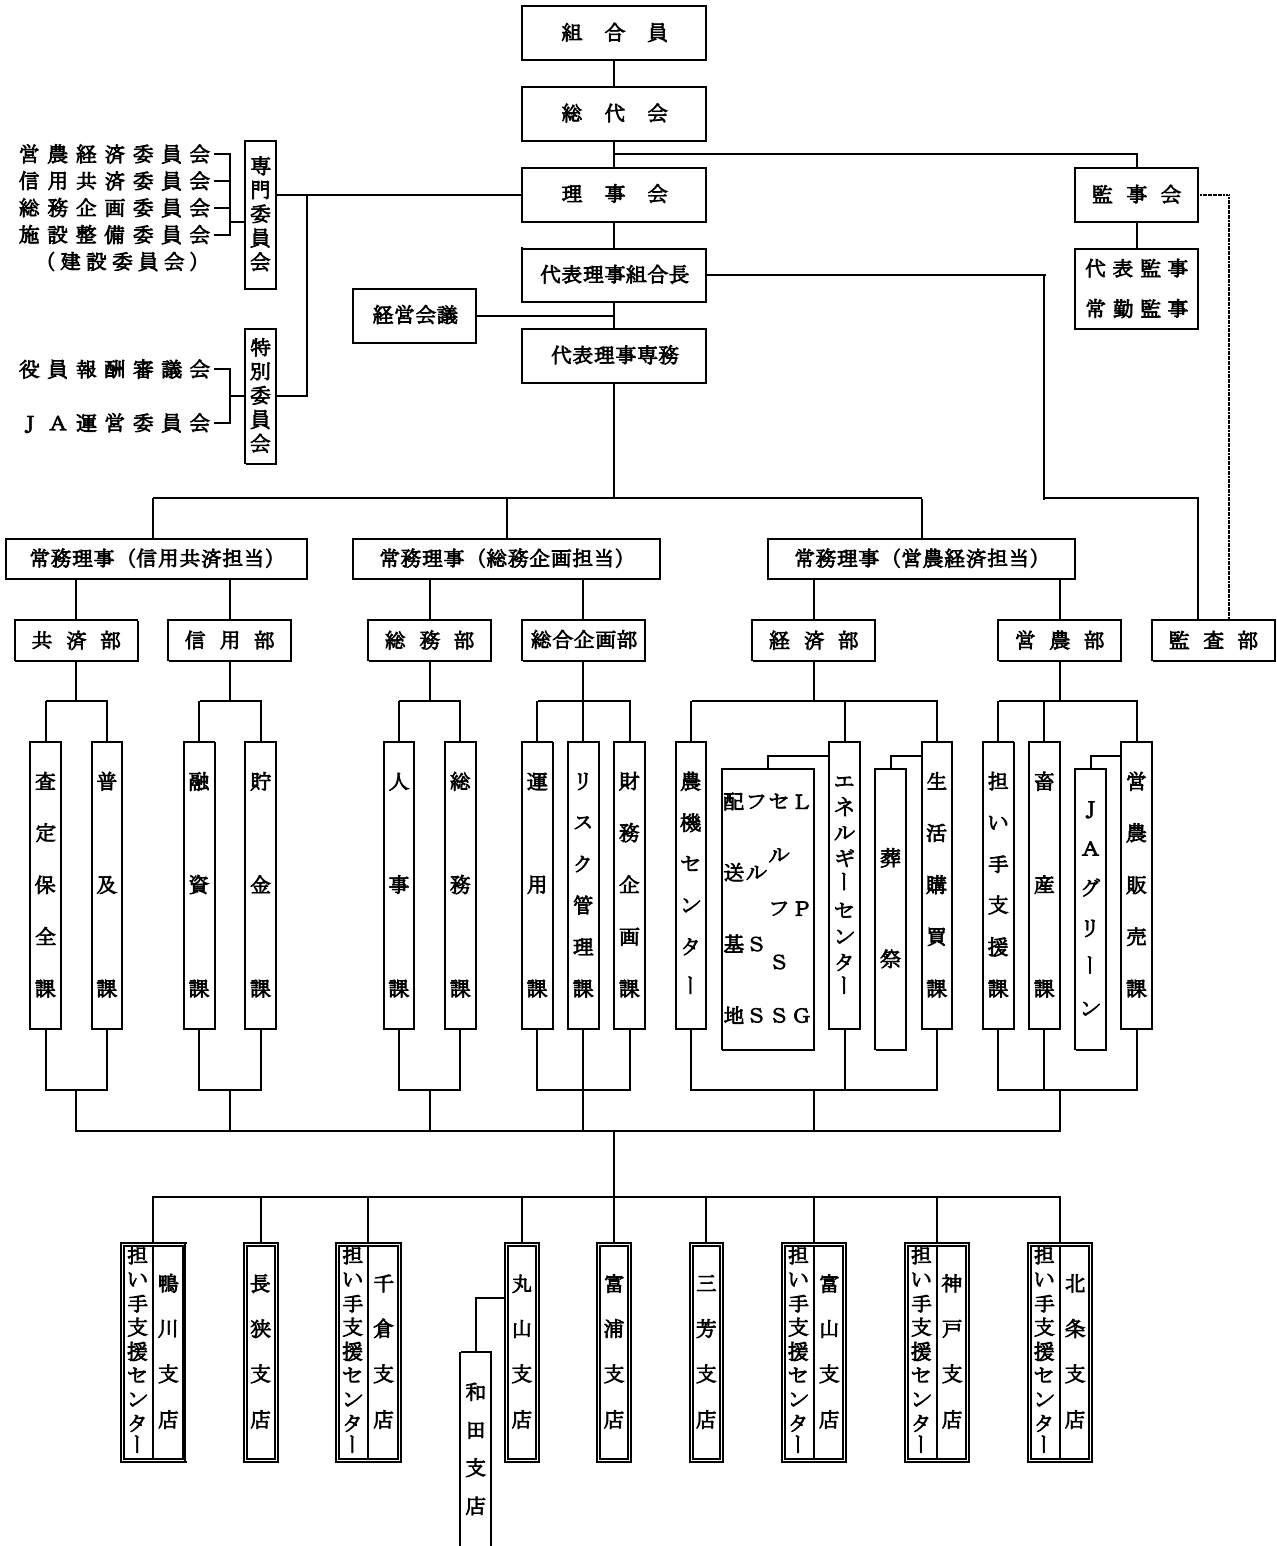 組合員
総代会
営農経済委員会
信用共済委員会
総務企画委員会
施設整備委員会
(建設委員会)
専門委員会
理事会
監事会
代表理事組合長
代表監事
常勤監事
経営会議
代表理事専務
役員報酬審議会
JA運営委員会
特別委員会
常務理事(信用共済担当)
常務理事(総務企画担当)
常務理事(営農経済担当)
共済部
信用部
総務部
総合企画部
経済部
営農部
監査部
査定保全課
普及課
融資課
貯金課
人事課
総務課
運用課
リスク管理課
財務企画課
農機センター
配送基地
フルSS
セルフSS
LPG
エネルギーセンター
葬祭
生活購買課
担い手支援課
畜産課
JAグリーン
営農販売課
担い手支援センター
鴨川支店
長狭支店
担い手支援センター
千倉支店
和田支店
丸山支店
富浦支店
三芳支店
担い手支援センター
富山支店
担い手支援センター
神戸支店
担い手支援センター
北条支店